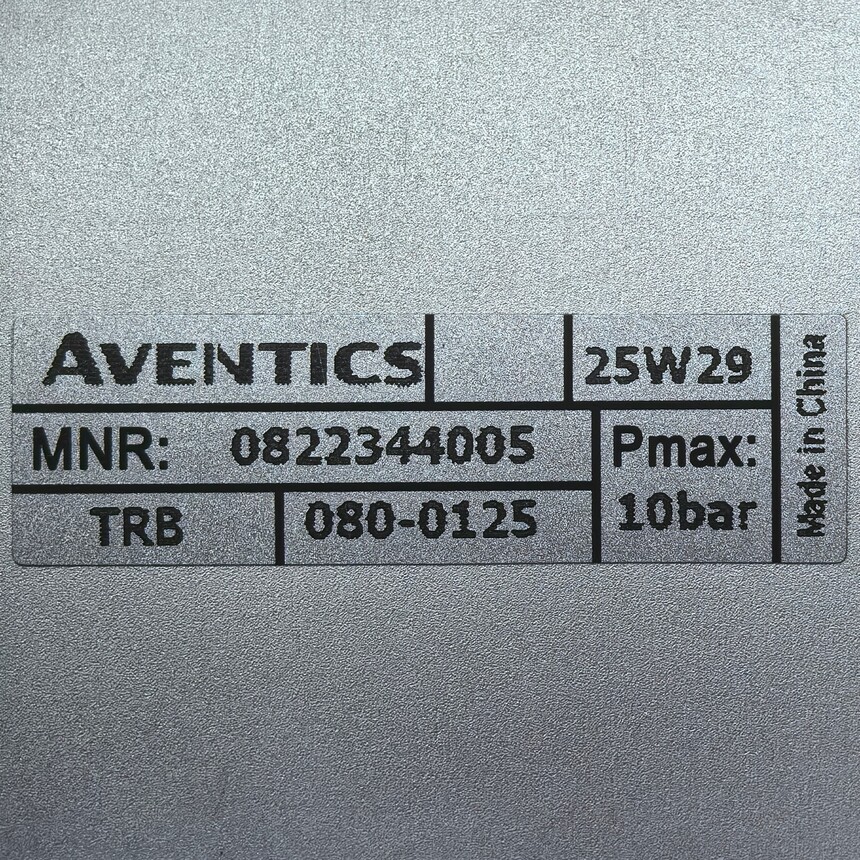 AVENTICS
25W29
MNR: 0822344005
Pmax:
10bar
TRB
080-0125
Made in China